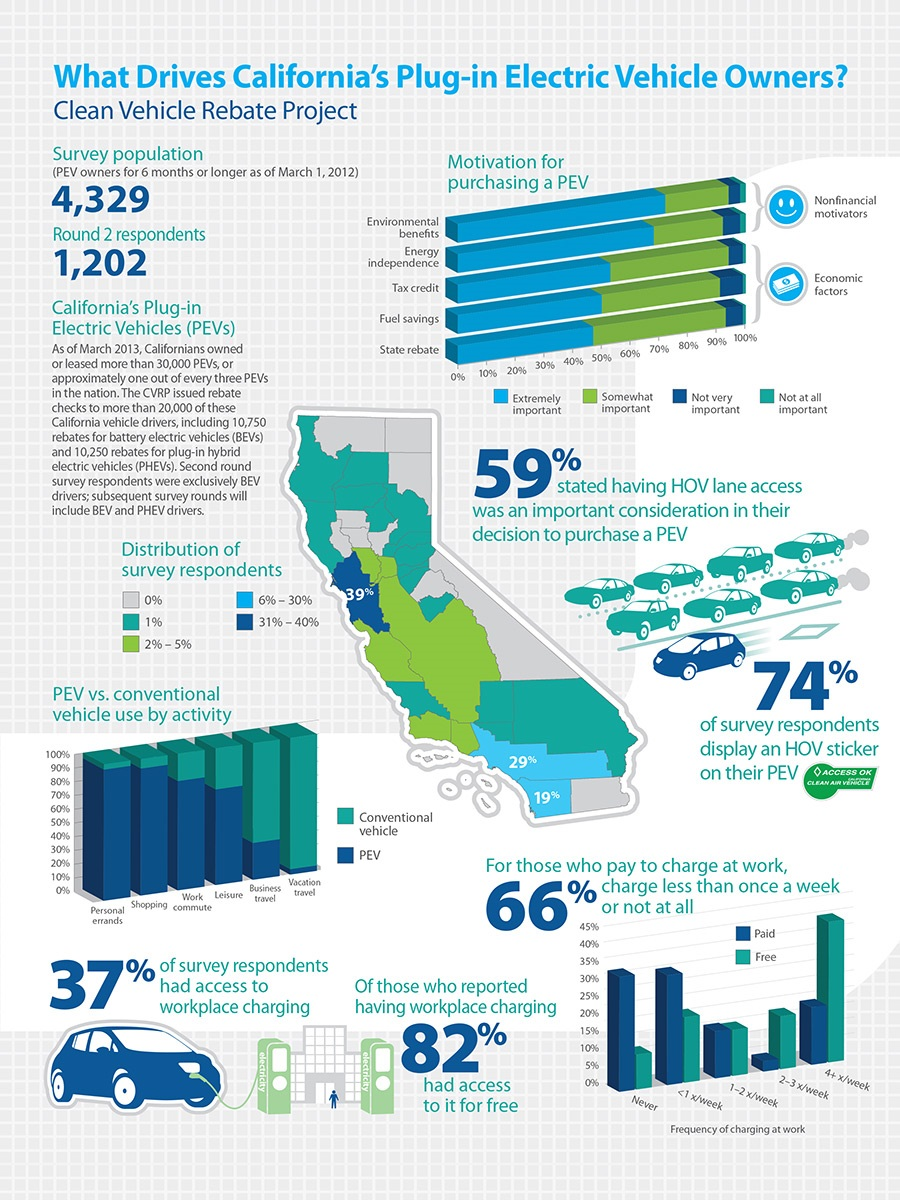 What Drives California's Plug-in Electric Vehicle Owners?
Clean Vehicle Rebate Project
Survey population
(PEV owners for 6 months or longer as of March 1, 2012)
4,329
Round 2 respondents
1,202
California's Plug-in
Electric Vehicles (PEVs)
As of March 2013, Californians owned
or leased more than 30,000 PEVs, or
approximately one out of every three PEVs
in the nation. The CVRP issued rebate
checks to more than 20,000 of these
California vehicle drivers, including 10,750
rebates for battery electric vehicles (BEVs)
and 10,250 rebates for plug-in hybrid
electric vehicles (PHEVs). Second round
survey respondents were exclusively BEV
drivers; subsequent survey rounds will
include BEV and PHEV drivers.
Motivation for
purchasing a PEV
Environmental
benefits
Energy
independence
Tax credit
Fuel savings
State rebate
0% 10% 20% 30% 40% 50% 60% 70% 80% 90% 100%
Nonfinancial
motivators
Economic
factors
Extremely
important
Somewhat
important
Not very
important
Not at all
important
59%
stated having HOV lane access
was an important consideration in their
decision to purchase a PEV
Distribution of
survey respondents
0%
1%
2% – 5%
6% – 30%
31% – 40%
39%
29%
19%
74%
of survey respondents
display an HOV sticker
on their PEV
ACCESS OK
CALIFORNIA
CLEAN AIR VEHICLE
PEV vs. conventional
vehicle use by activity
100%
90%
80%
70%
60%
50%
40%
30%
20%
10%
0%
Personal
errands
Shopping
Work
commute
Leisure
Business
travel
Vacation
travel
Conventional
vehicle
PEV
For those who pay to charge at work,
66%
charge less than once a week
or not at all
45%
40%
35%
30%
25%
20%
15%
10%
5%
0%
Paid
Free
Never
<1 x/week
1–2 x/week
2–3 x/week
4+ x/week
Frequency of charging at work
37%
of survey respondents
had access to
workplace charging
electricity
electricity
Of those who reported
having workplace charging
82%
had access
to it for free